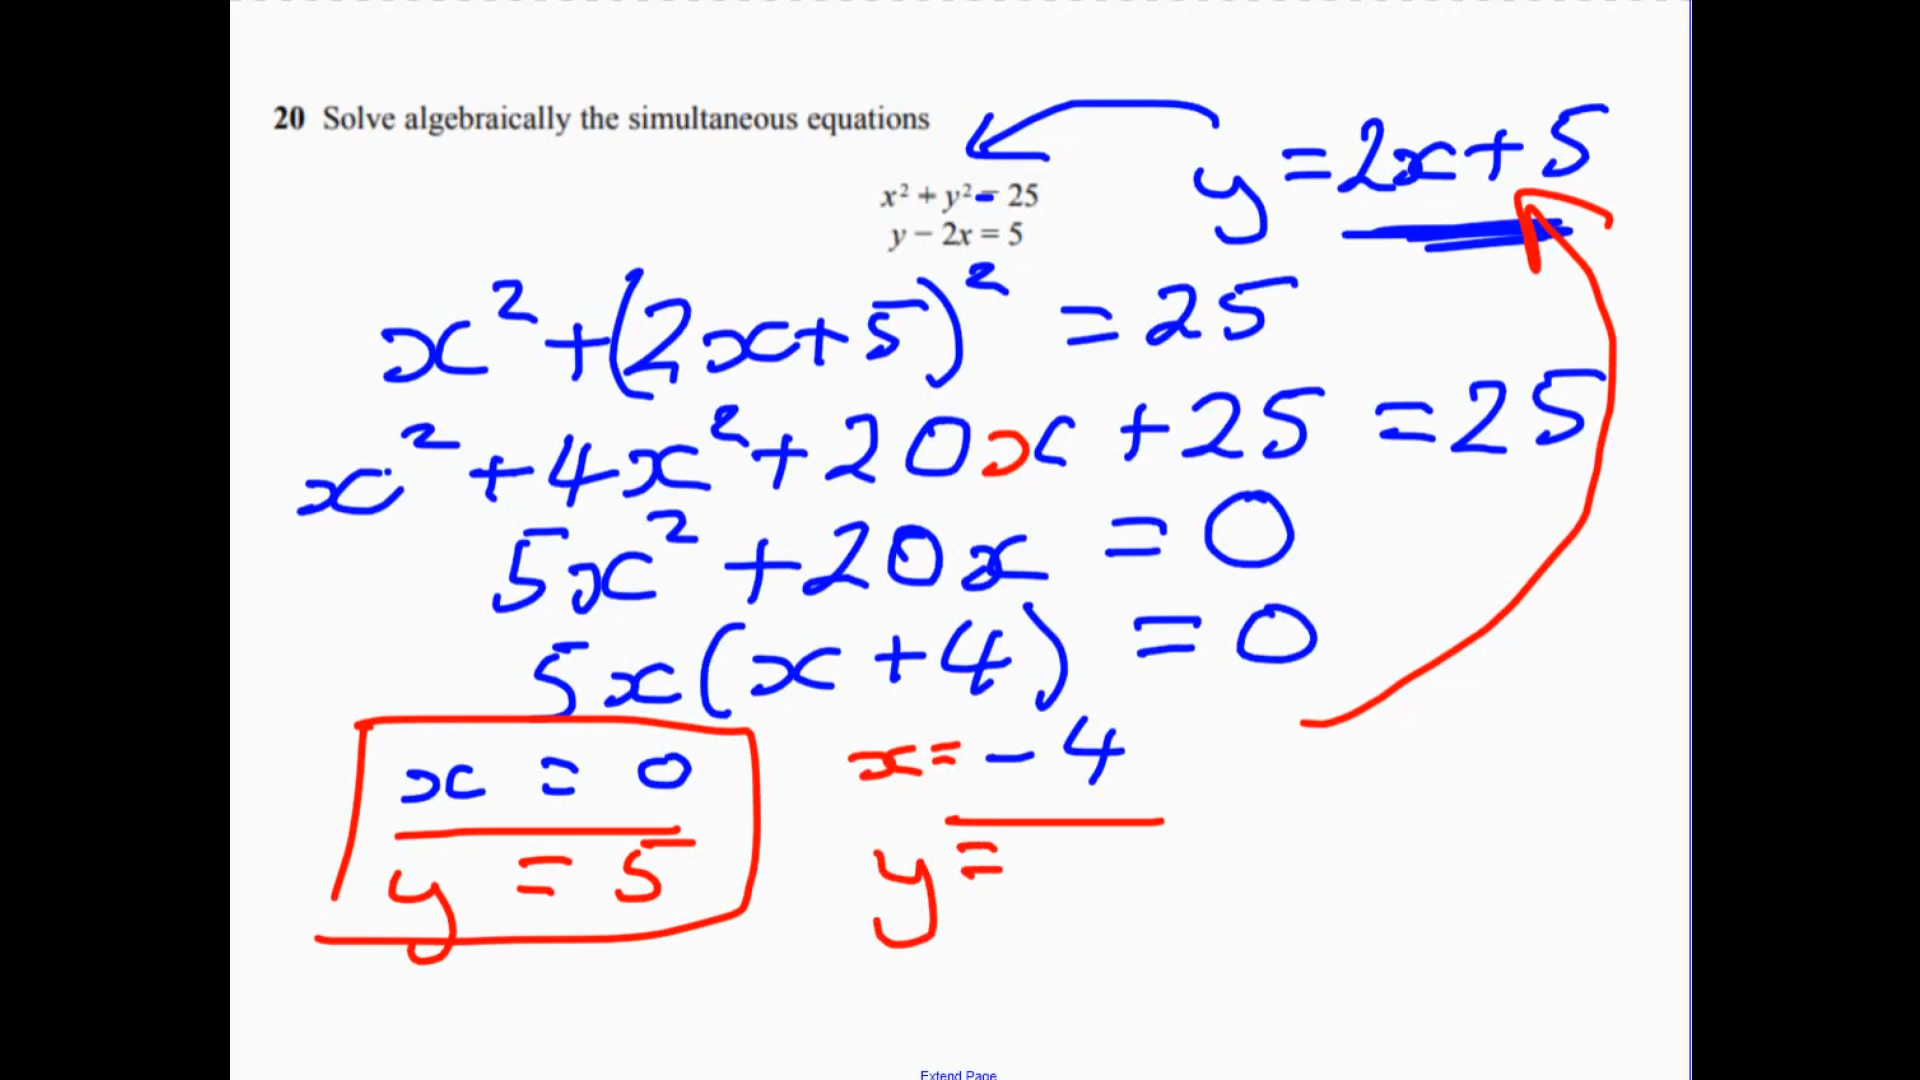 20 Solve algebraically the simultaneous equations
y = 2x + 5
x² + y² = 25
y − 2x = 5
x² + (2x + 5)² = 25
x² + 4x² + 20x + 25 = 25
5x² + 20x = 0
5x(x + 4) = 0
x = 0 x = − 4
y = 5 y =
Extend Page